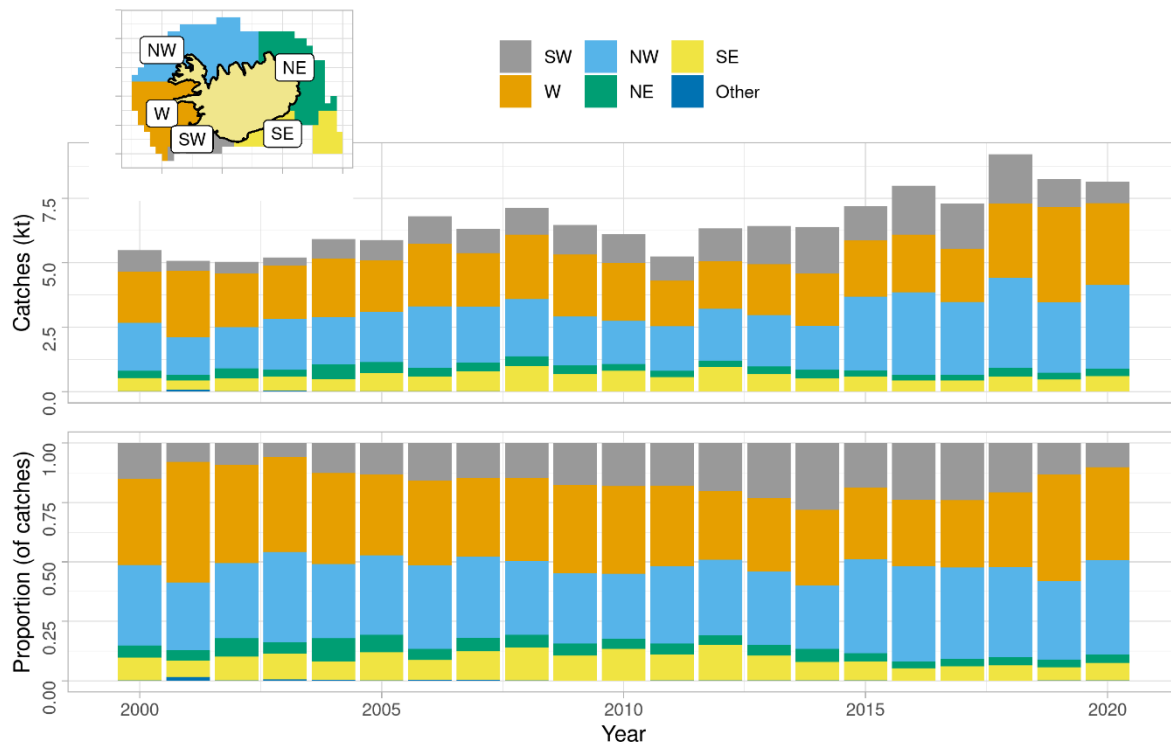 NW
NE
W
SW
SE
SW NW SE
W NE Other
Catches (kt)
7.5
5.0
2.5
0.0
Proportion (of catches)
1.00
0.75
0.50
0.25
0.00
2000 2005 2010 2015 2020
Year